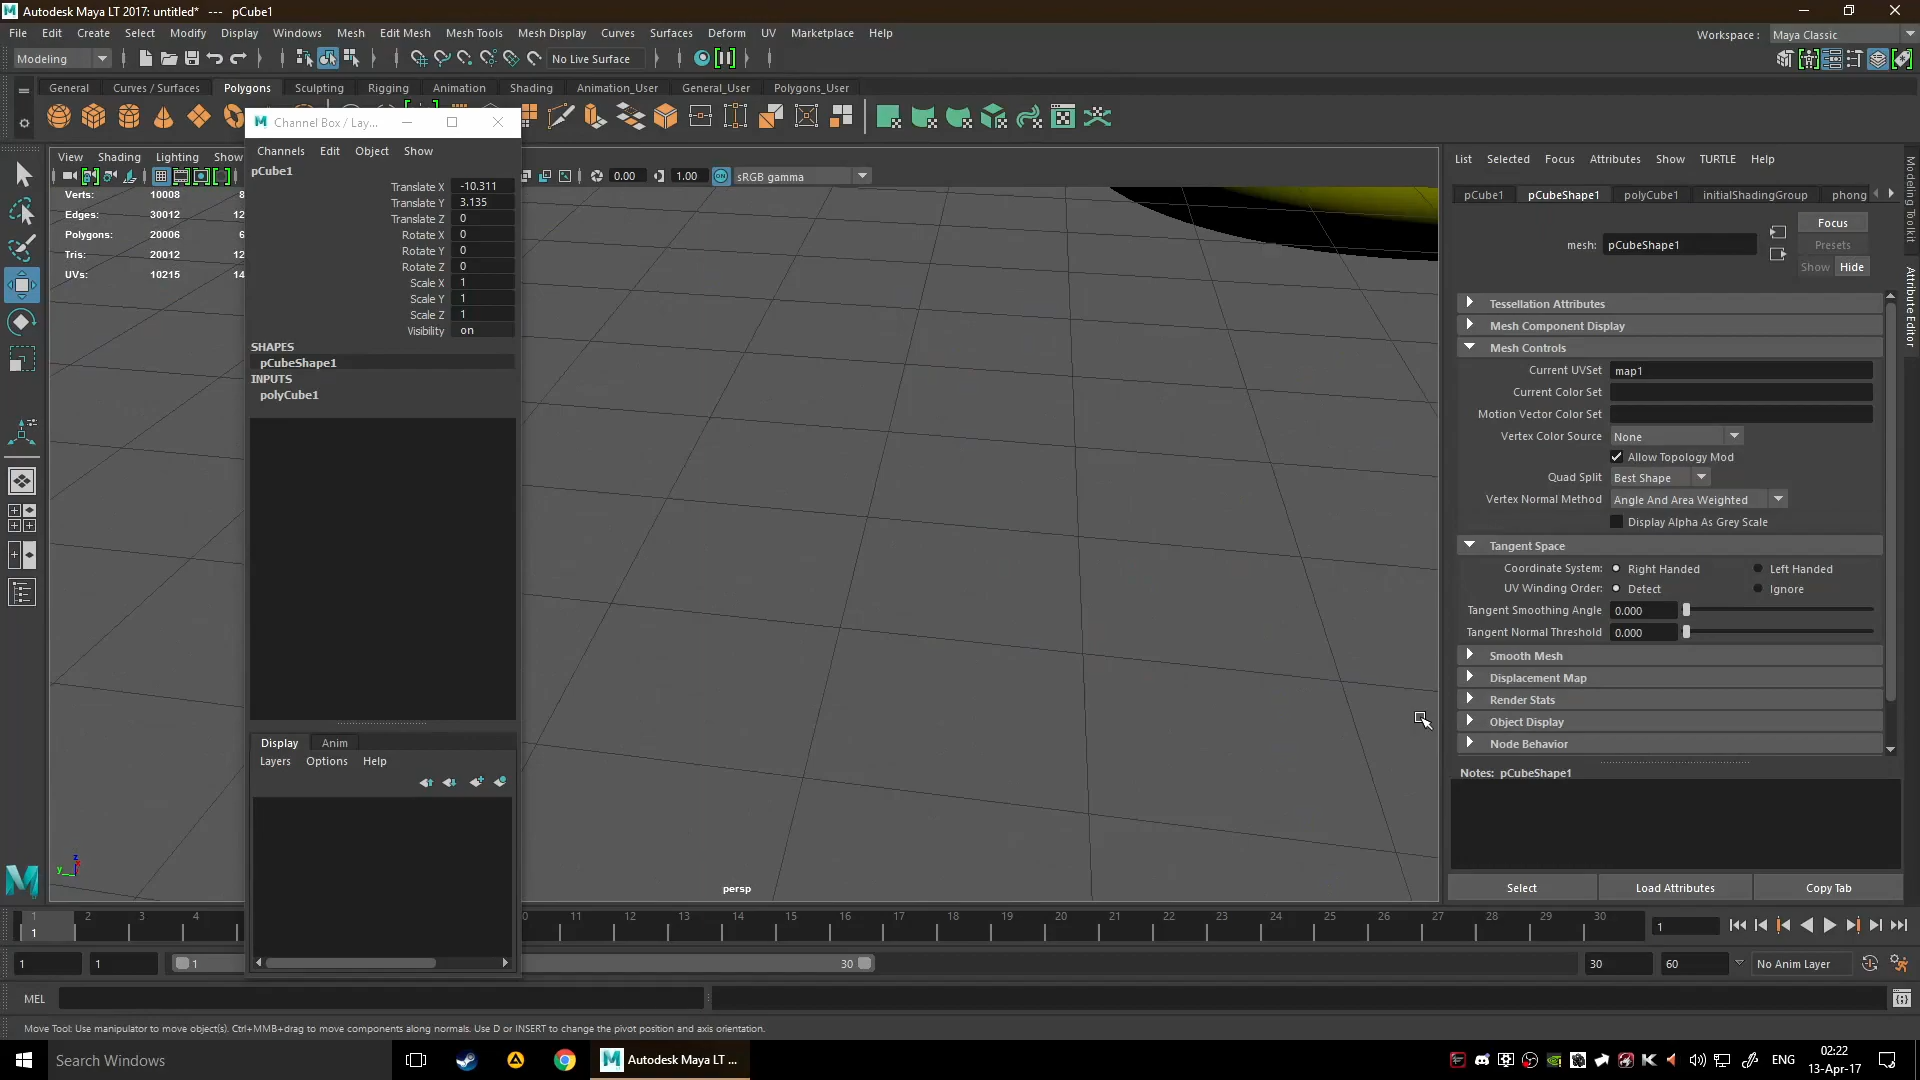 Autodesk Maya LT 2017: untitled* --- pCube1
File Edit Create Select Modify Display Windows Mesh Edit Mesh Mesh Tools Mesh Display Curves Surfaces Deform UV Marketplace Help
Workspace : Maya Classic
Modeling
No Live Surface
General Curves / Surfaces Polygons Sculpting Rigging Animation Shading Animation_User General_User Polygons_User
Channel Box / Lay...
View Shading Lighting Show
0.00 1.00 ON sRGB gamma
Verts: 10008 8
Edges: 30012 12
Polygons: 20006 6
Tris: 20012 12
UVs: 10215 14
Channels Edit Object Show
pCube1
Translate X -10.311
Translate Y 3.135
Translate Z 0
Rotate X 0
Rotate Y 0
Rotate Z 0
Scale X 1
Scale Y 1
Scale Z 1
Visibility on
SHAPES
pCubeShape1
INPUTS
polyCube1
Display Anim
Layers Options Help
persp
z
y
List Selected Focus Attributes Show TURTLE Help
pCube1 pCubeShape1 polyCube1 initialShadingGroup phong
mesh: pCubeShape1
Focus
Presets
Show Hide
Tessellation Attributes
Mesh Component Display
Mesh Controls
Current UVSet map1
Current Color Set
Motion Vector Color Set
Vertex Color Source None
Allow Topology Mod
Quad Split Best Shape
Vertex Normal Method Angle And Area Weighted
Display Alpha As Grey Scale
Tangent Space
Coordinate System: Right Handed Left Handed
UV Winding Order: Detect Ignore
Tangent Smoothing Angle 0.000
Tangent Normal Threshold 0.000
Smooth Mesh
Displacement Map
Render Stats
Object Display
Node Behavior
Notes: pCubeShape1
Select Load Attributes Copy Tab
Modeling Toolkit
Attribute Editor
1 2 3 4 0 11 12 13 14 15 16 17 18 19 20 21 22 23 24 25 26 27 28 29 30
1
1
1 1 1 30 30 60 No Anim Layer
MEL
Move Tool: Use manipulator to move object(s). Ctrl+MMB+drag to move components along normals. Use D or INSERT to change the pivot position and axis orientation.
Search Windows
Autodesk Maya LT ...
ENG
02:22
13-Apr-17